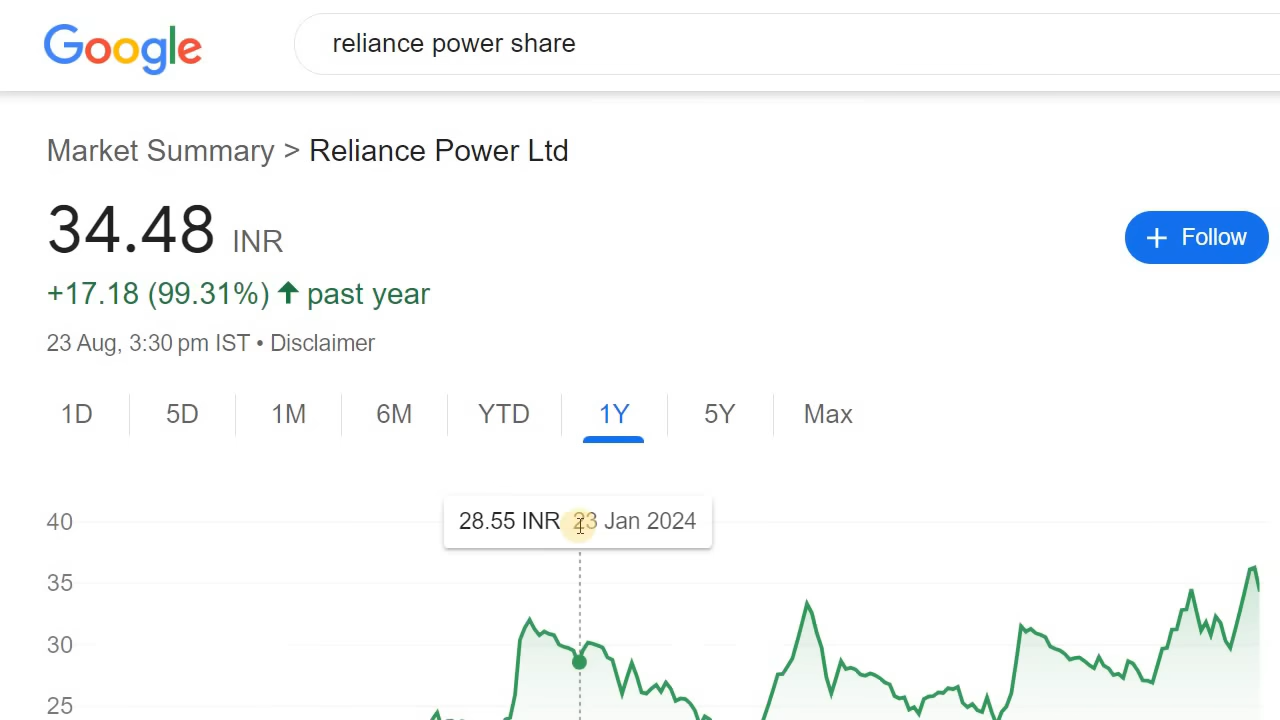 Google
reliance power share
Market Summary > Reliance Power Ltd
34.48 INR
+ Follow
+17.18 (99.31%) ↑ past year
23 Aug, 3:30 pm IST • Disclaimer
1D 5D 1M 6M YTD 1Y 5Y Max
28.55 INR 23 Jan 2024
40
35
30
25